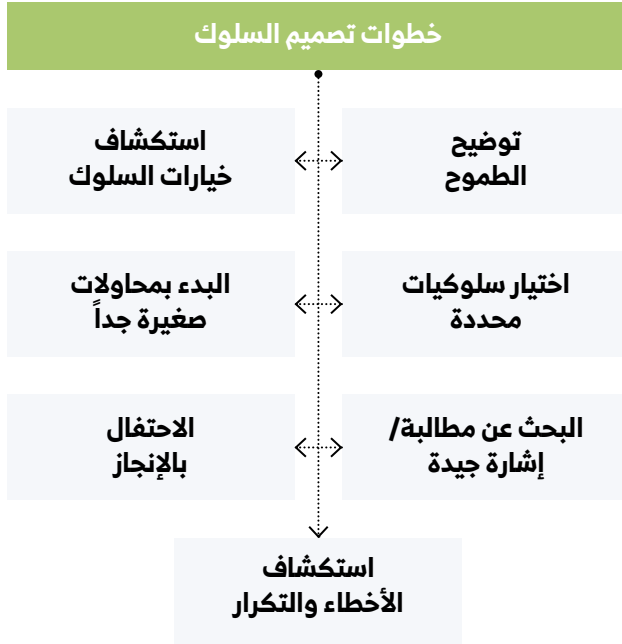 خطوات تصميم السلوك
توضيح
الطموح
استكشاف
خيارات السلوك
اختيار سلوكيات
محددة
البدء بمحاولات
صغيرة جداً
البحث عن مطالبة/
إشارة جيدة
الاحتفال
بالإنجاز
استكشاف
الأخطاء والتكرار